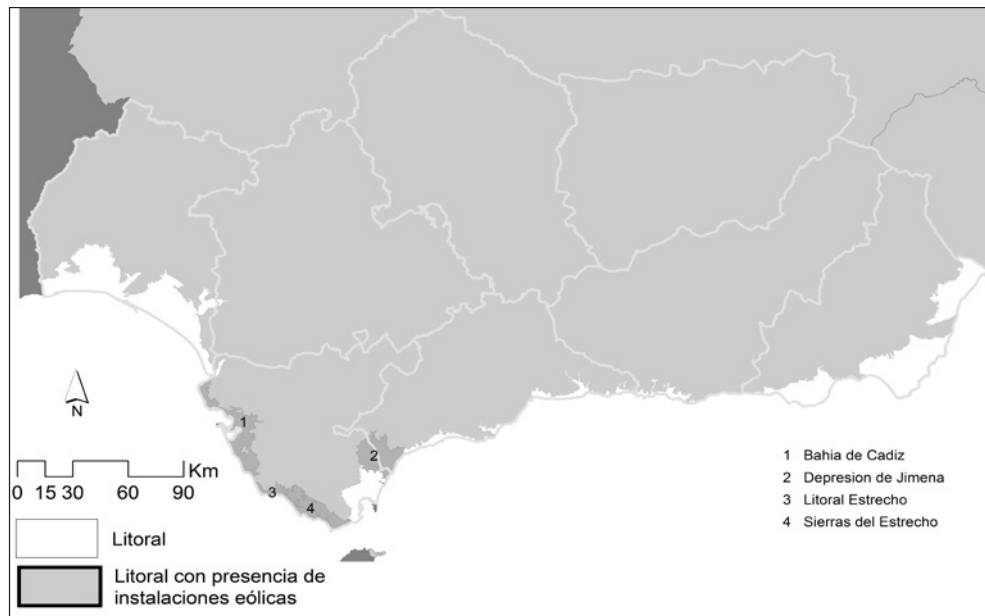 1
2
3
4
N
Km
0 15 30 60 90
1 Bahia de Cadiz
2 Depresion de Jimena
3 Litoral Estrecho
4 Sierras del Estrecho
Litoral
Litoral con presencia de
instalaciones eólicas